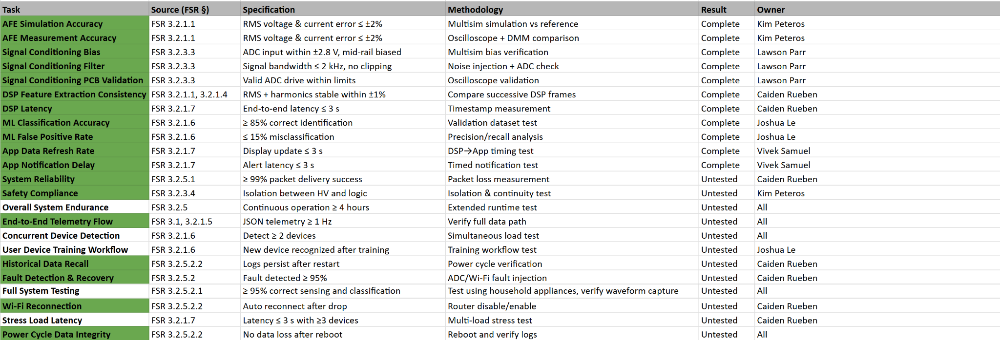 Task Source (FSR §) Specification Methodology Result Owner
AFE Simulation Accuracy FSR 3.2.1.1 RMS voltage & current error ≤ ±2% Multisim simulation vs reference Complete Kim Peteros
AFE Measurement Accuracy FSR 3.2.1.1 RMS voltage & current error ≤ ±2% Oscilloscope + DMM comparison Complete Kim Peteros
Signal Conditioning Bias FSR 3.2.3.3 ADC input within ±2.8 V, mid-rail biased Multisim bias verification Complete Lawson Parr
Signal Conditioning Filter FSR 3.2.3.3 Signal bandwidth ≤ 2 kHz, no clipping Noise injection + ADC check Complete Lawson Parr
Signal Conditioning PCB Validation FSR 3.2.3.3 Valid ADC drive within limits Oscilloscope validation Complete Lawson Parr
DSP Feature Extraction Consistency FSR 3.2.1.1, 3.2.1.4 RMS + harmonics stable within ±1% Compare successive DSP frames Complete Caiden Rueben
DSP Latency FSR 3.2.1.7 End-to-end latency ≤ 3 s Timestamp measurement Complete Caiden Rueben
ML Classification Accuracy FSR 3.2.1.6 ≥ 85% correct identification Validation dataset test Complete Joshua Le
ML False Positive Rate FSR 3.2.1.6 ≤ 15% misclassification Precision/recall analysis Complete Joshua Le
App Data Refresh Rate FSR 3.2.1.7 Display update ≤ 3 s DSP→App timing test Complete Vivek Samuel
App Notification Delay FSR 3.2.1.7 Alert latency ≤ 3 s Timed notification test Complete Vivek Samuel
System Reliability FSR 3.2.5.1 ≥ 99% packet delivery success Packet loss measurement Untested Caiden Rueben
Safety Compliance FSR 3.2.3.4 Isolation between HV and logic Isolation & continuity test Untested Kim Peteros
Overall System Endurance FSR 3.2.5 Continuous operation ≥ 4 hours Extended runtime test Untested All
End-to-End Telemetry Flow FSR 3.1, 3.2.1.5 JSON telemetry ≥ 1 Hz Verify full data path Untested All
Concurrent Device Detection FSR 3.2.1.6 Detect ≥ 2 devices Simultaneous load test Untested All
User Device Training Workflow FSR 3.2.1.6 New device recognized after training Training workflow test Untested Joshua Le
Historical Data Recall FSR 3.2.5.2.2 Logs persist after restart Power cycle verification Untested Caiden Rueben
Fault Detection & Recovery FSR 3.2.5.2 Fault detected ≥ 95% ADC/Wi-Fi fault injection Untested Caiden Rueben
Full System Testing FSR 3.2.5.2.1 ≥ 95% correct sensing and classification Test using household appliances, verify waveform capture Untested All
Wi-Fi Reconnection FSR 3.2.5.2.2 Auto reconnect after drop Router disable/enable Untested Caiden Rueben
Stress Load Latency FSR 3.2.1.7 Latency ≤ 3 s with ≥3 devices Multi-load stress test Untested Caiden Rueben
Power Cycle Data Integrity FSR 3.2.5.2.2 No data loss after reboot Reboot and verify logs Untested All